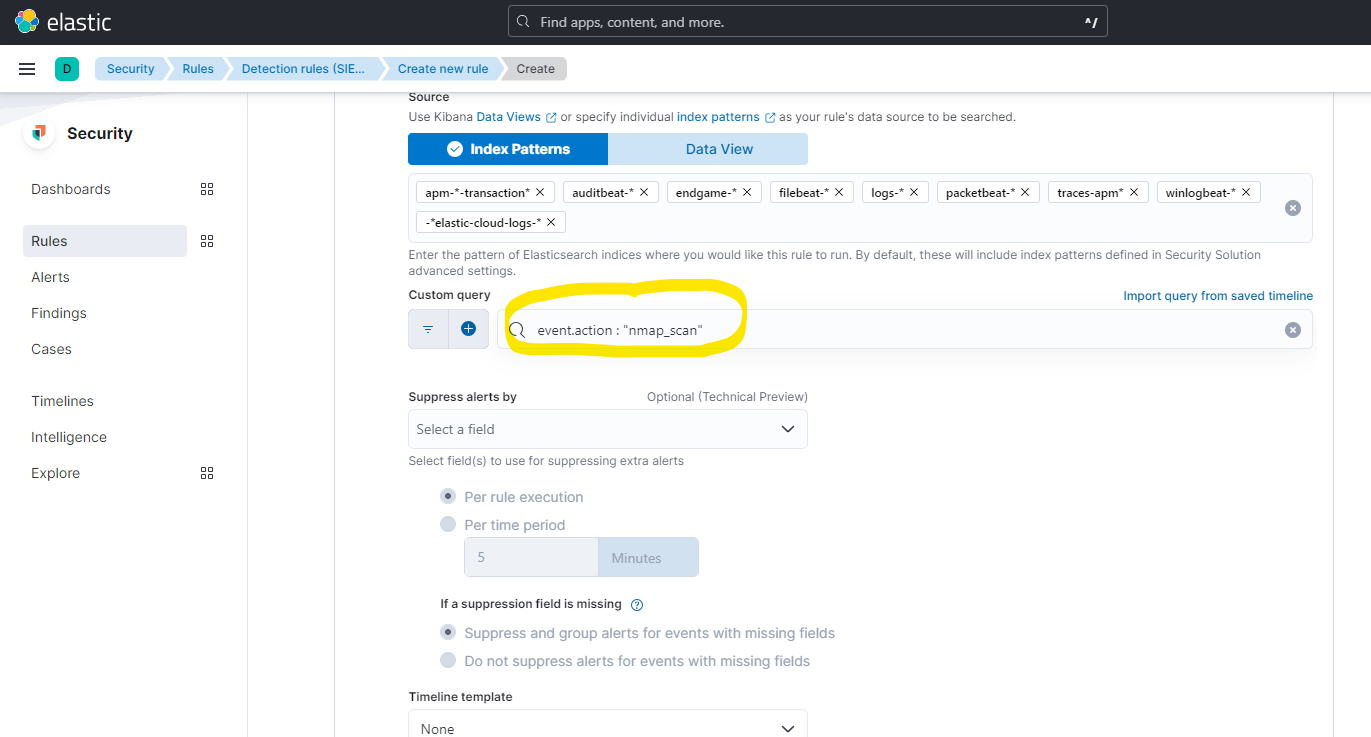 elastic
Find apps, content, and more.
^/
D
Security
Rules
Detection rules (SIE...
Create new rule
Create
Security
Dashboards
Rules
Alerts
Findings
Cases
Timelines
Intelligence
Explore
Source
Use Kibana Data Views or specify individual index patterns as your rule's data source to be searched.
Index Patterns
Data View
apm-*-transaction* auditbeat-* endgame-* filebeat-* logs-* packetbeat-* traces-apm* winlogbeat-*
-*elastic-cloud-logs-*
Enter the pattern of Elasticsearch indices where you would like this rule to run. By default, these will include index patterns defined in Security Solution
advanced settings.
Custom query
Import query from saved timeline
event.action : "nmap_scan"
Suppress alerts by
Optional (Technical Preview)
Select a field
Select field(s) to use for suppressing extra alerts
Per rule execution
Per time period
5 Minutes
If a suppression field is missing
Suppress and group alerts for events with missing fields
Do not suppress alerts for events with missing fields
Timeline template
None